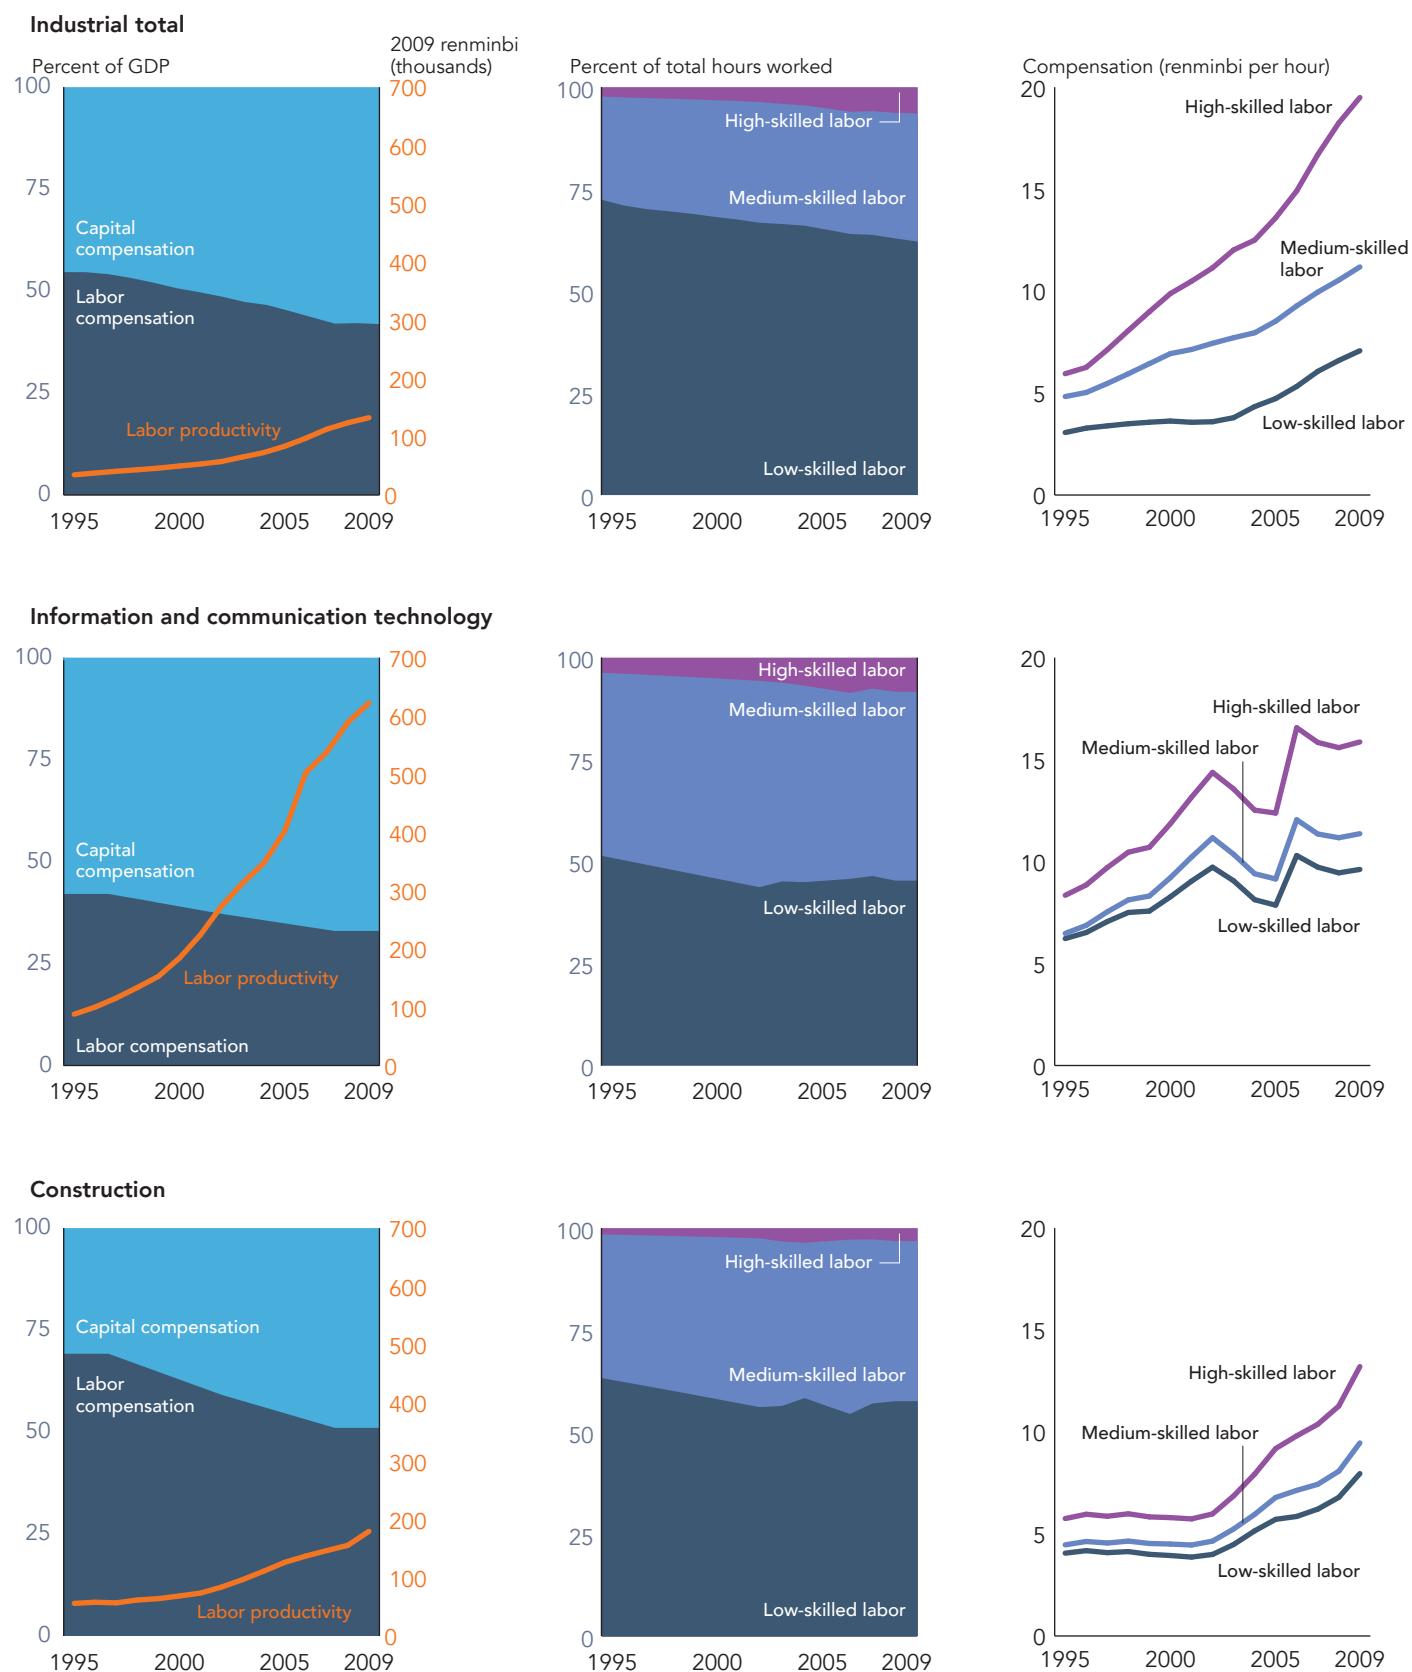 Industrial total
Percent of GDP
2009 renminbi
(thousands)
100
75
50
25
0
700
600
500
400
300
200
100
0
Capital
compensation
Labor
compensation
Labor productivity
1995 2000 2005 2009
Percent of total hours worked
100
75
50
25
0
High-skilled labor
Medium-skilled labor
Low-skilled labor
1995 2000 2005 2009
Compensation (renminbi per hour)
20
15
10
5
0
High-skilled labor
Medium-skilled
labor
Low-skilled labor
1995 2000 2005 2009
Information and communication technology
100
75
50
25
0
700
600
500
400
300
200
100
0
Capital
compensation
Labor productivity
Labor compensation
1995 2000 2005 2009
100
75
50
25
0
High-skilled labor
Medium-skilled labor
Low-skilled labor
1995 2000 2005 2009
20
15
10
5
0
High-skilled labor
Medium-skilled labor
Low-skilled labor
1995 2000 2005 2009
Construction
100
75
50
25
0
700
600
500
400
300
200
100
0
Capital compensation
Labor
compensation
Labor productivity
1995 2000 2005 2009
100
75
50
25
0
High-skilled labor
Medium-skilled labor
Low-skilled labor
1995 2000 2005 2009
20
15
10
5
0
High-skilled labor
Medium-skilled labor
Low-skilled labor
1995 2000 2005 2009